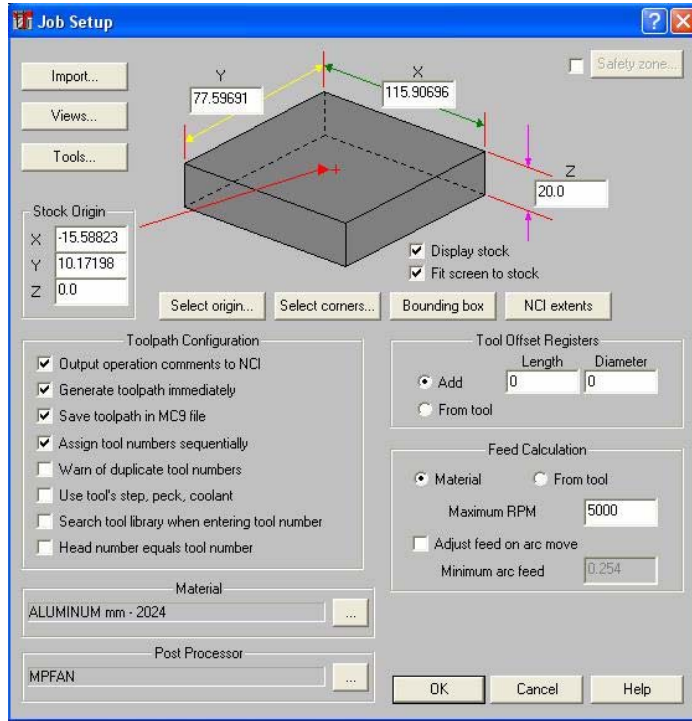 Job Setup
Import...
Views...
Tools...
Y
77.59691
X
115.90696
Safety zone...
Z
20.0
Stock Origin
X -15.58823
Y 10.17198
Z 0.0
Display stock
Fit screen to stock
Select origin...
Select corners...
Bounding box
NCI extents
Toolpath Configuration
Output operation comments to NCI
Generate toolpath immediately
Save toolpath in MC9 file
Assign tool numbers sequentially
Warn of duplicate tool numbers
Use tool's step, peck, coolant
Search tool library when entering tool number
Head number equals tool number
Tool Offset Registers
Length Diameter
Add 0 0
From tool
Feed Calculation
Material From tool
Maximum RPM 5000
Adjust feed on arc move
Minimum arc feed 0.254
Material
ALUMINUM mm - 2024 ...
Post Processor
MPFAN ...
OK Cancel Help